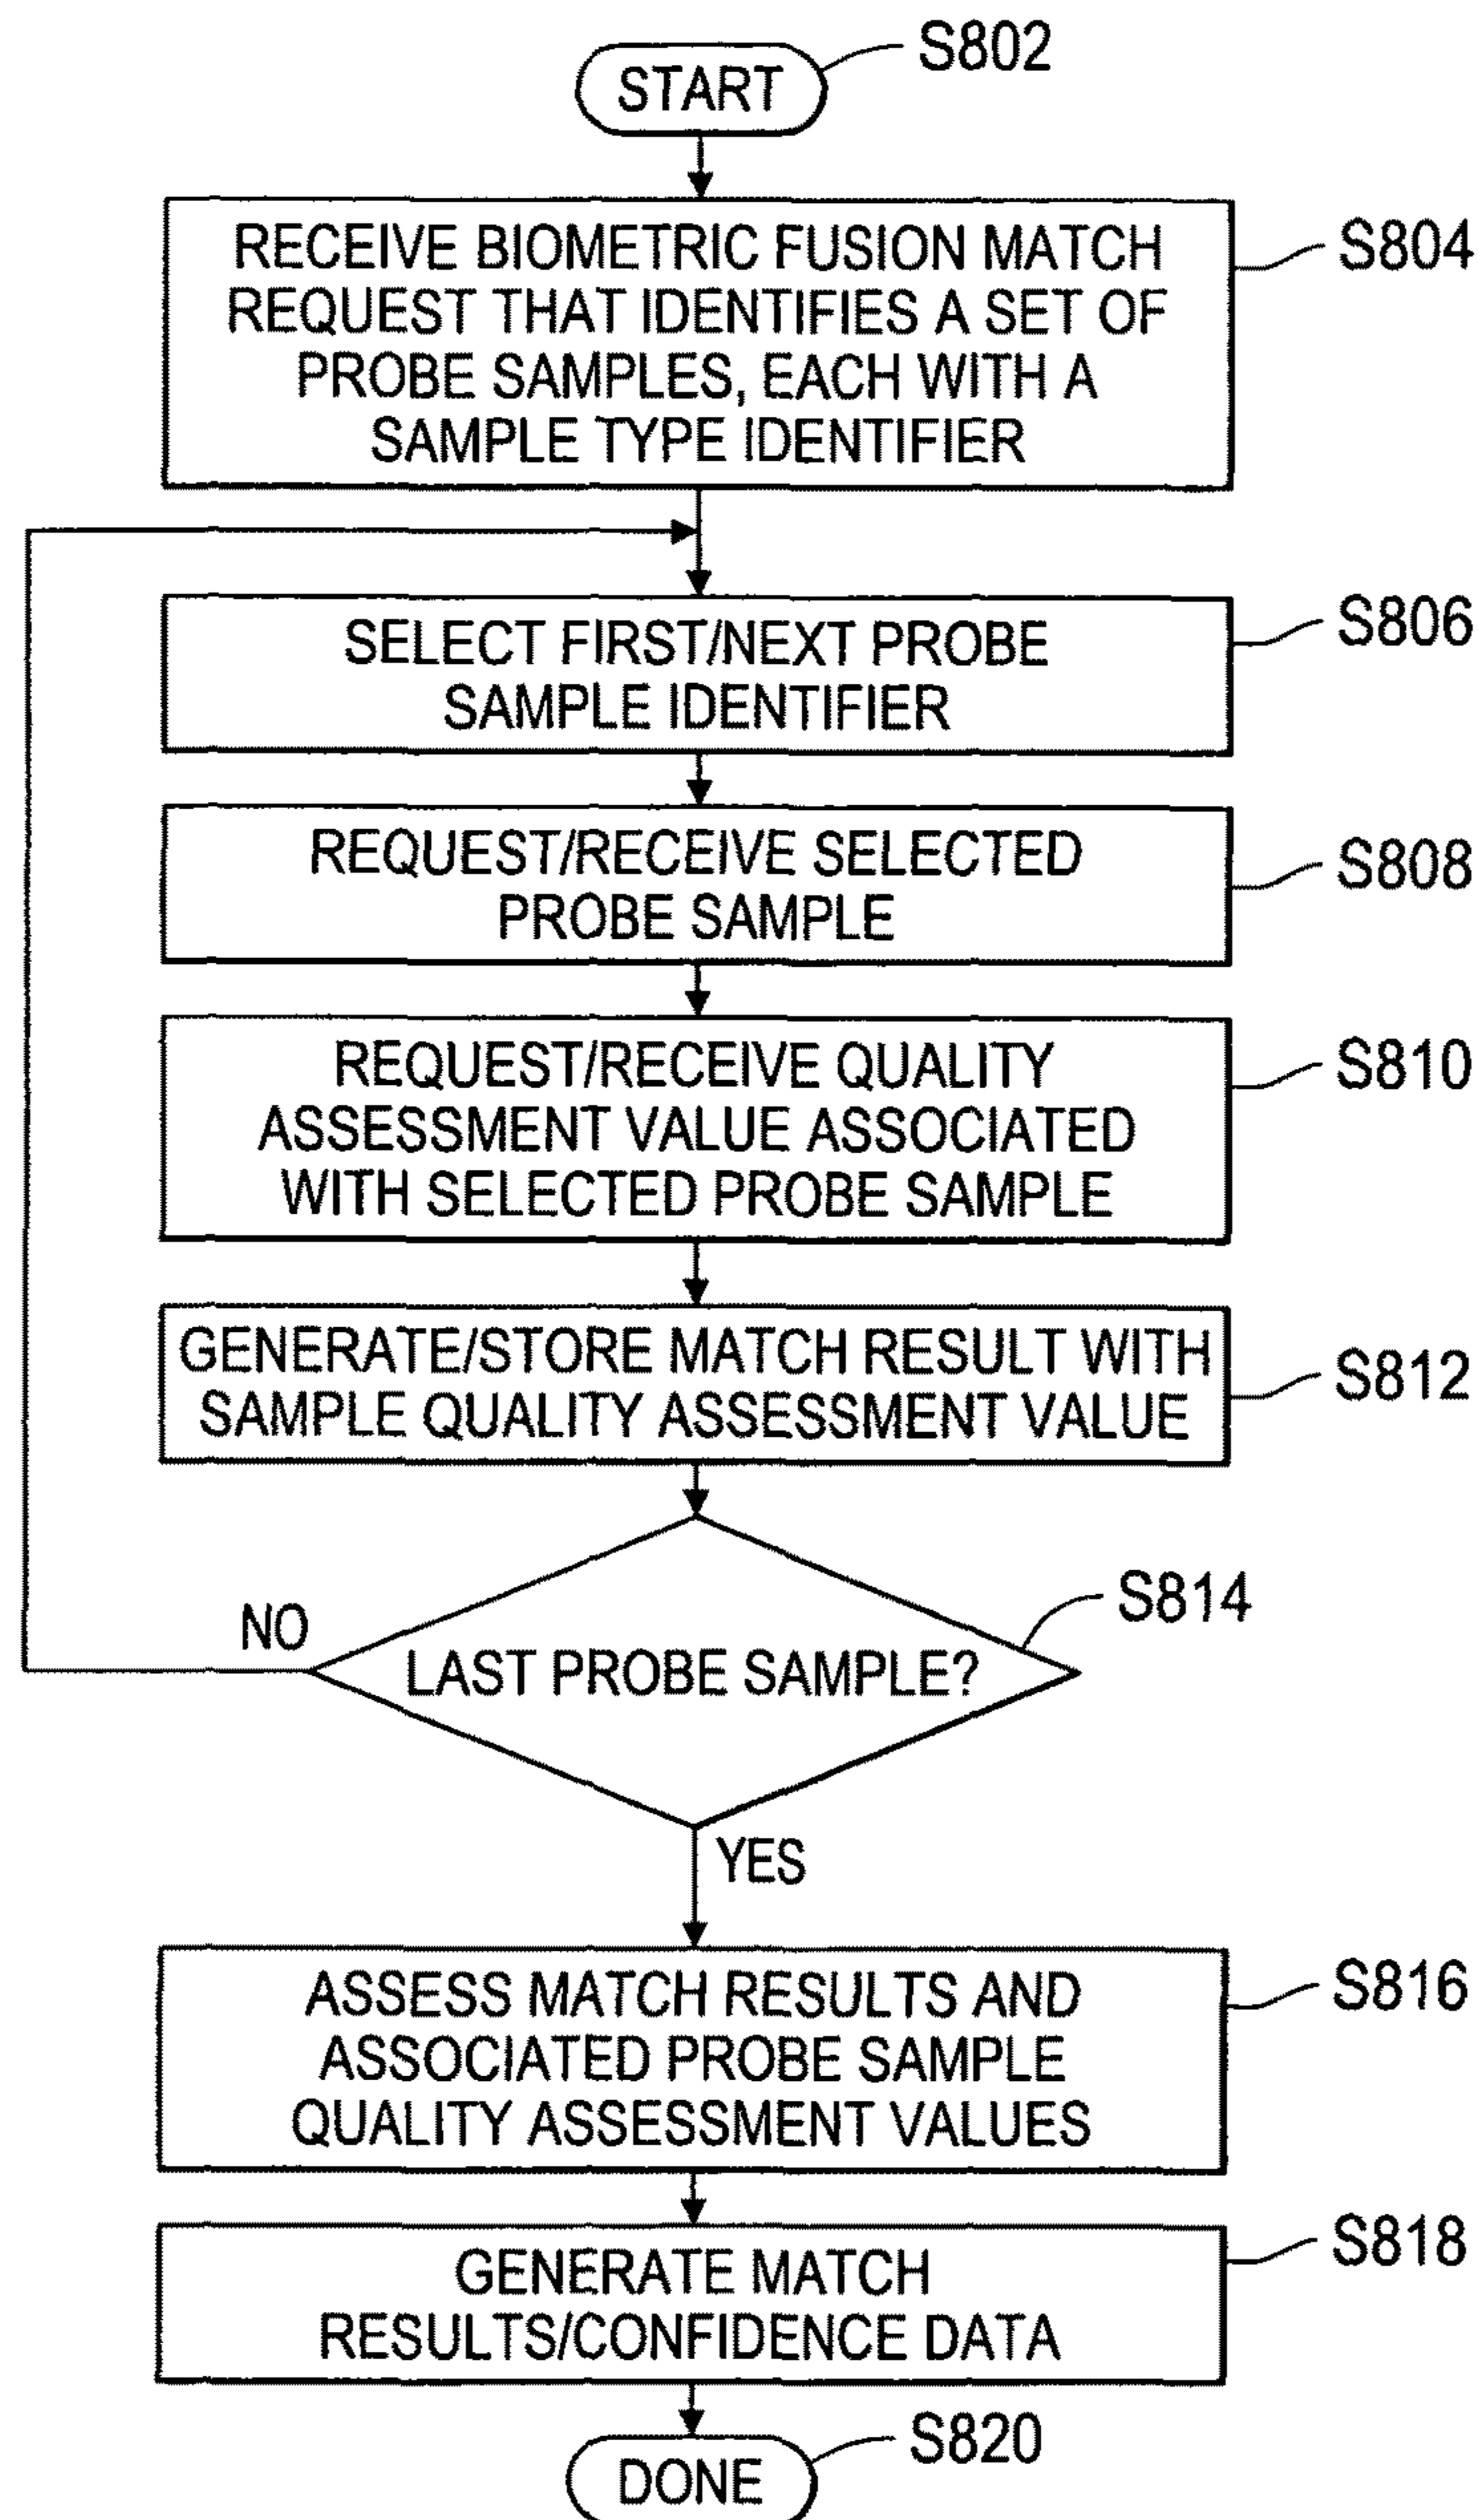 S802
START
S804
RECEIVE BIOMETRIC FUSION MATCH
REQUEST THAT IDENTIFIES A SET OF
PROBE SAMPLES, EACH WITH A
SAMPLE TYPE IDENTIFIER
S806
SELECT FIRST/NEXT PROBE
SAMPLE IDENTIFIER
S808
REQUEST/RECEIVE SELECTED
PROBE SAMPLE
S810
REQUEST/RECEIVE QUALITY
ASSESSMENT VALUE ASSOCIATED
WITH SELECTED PROBE SAMPLE
S812
GENERATE/STORE MATCH RESULT WITH
SAMPLE QUALITY ASSESSMENT VALUE
S814
NO
LAST PROBE SAMPLE?
YES
S816
ASSESS MATCH RESULTS AND
ASSOCIATED PROBE SAMPLE
QUALITY ASSESSMENT VALUES
S818
GENERATE MATCH
RESULTS/CONFIDENCE DATA
S820
DONE